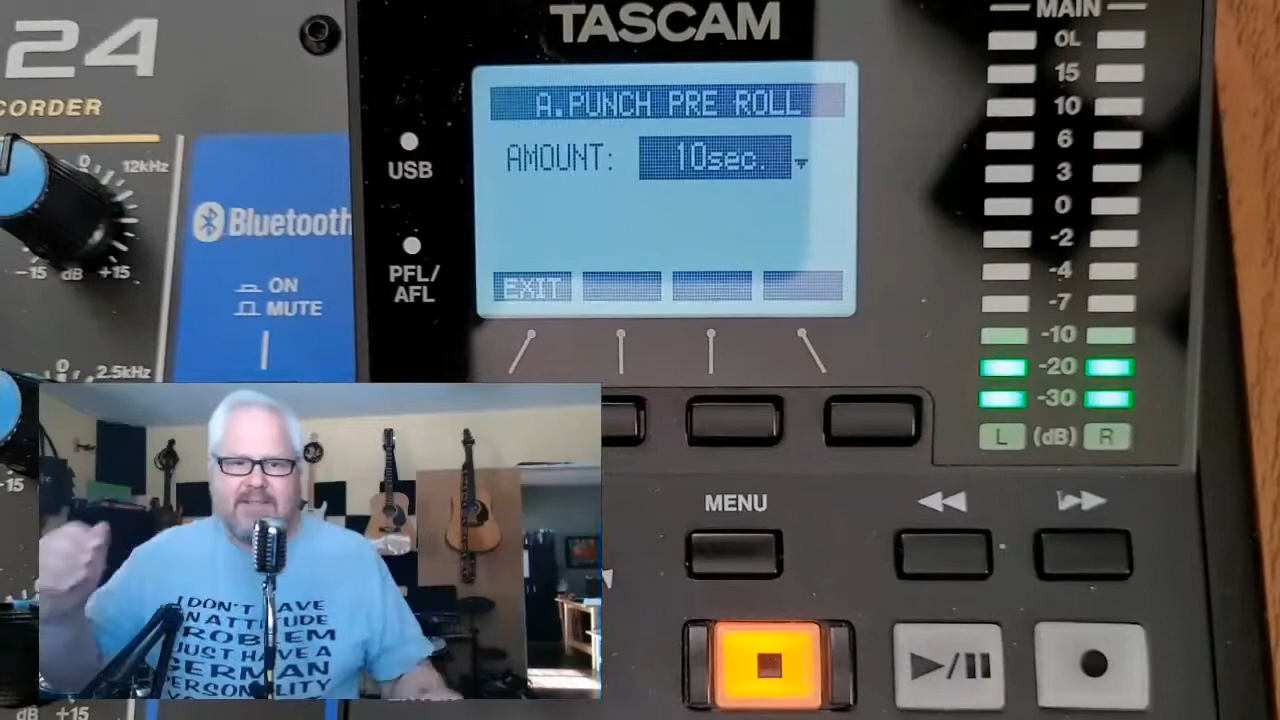 24
CORDER
0
12kHz
-15 dB +15
0
2.5kHz
-15
dB +15
Bluetooth
ON
MUTE
TASCAM
USB
PFL/
AFL
A.PUNCH PRE ROLL
AMOUNT: 10sec.
EXIT
MAIN
OL
15
10
6
3
0
-2
-4
-7
-10
-20
-30
L (dB) R
MENU
I DON'T HAVE
AN ATTITUDE
PROBLEM
I JUST HAVE A
GERMAN
PERSONALITY